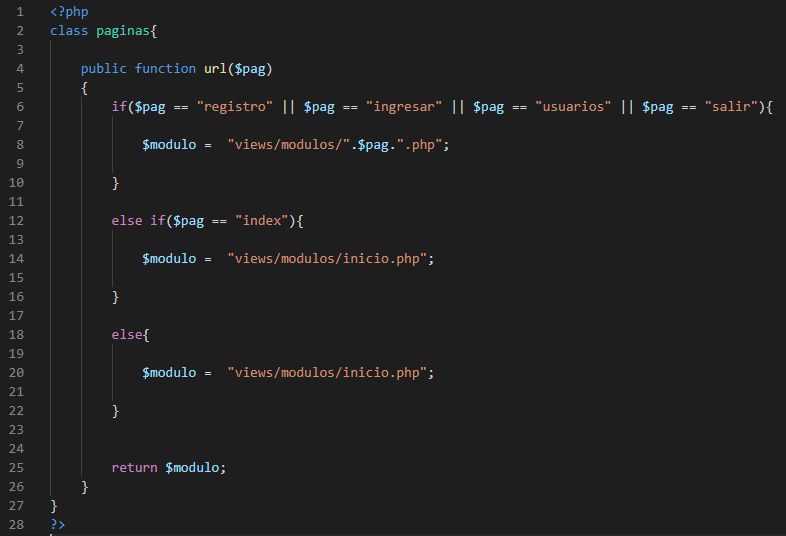 1 <?php
2 class paginas{
3
4 public function url($pag)
5 {
6 if($pag == "registro" || $pag == "ingresar" || $pag == "usuarios" || $pag == "salir"){
7
8 $modulo =  "views/modulos/".$pag.".php";
9
10 }
11
12 else if($pag == "index"){
13
14 $modulo =  "views/modulos/inicio.php";
15
16 }
17
18 else{
19
20 $modulo =  "views/modulos/inicio.php";
21
22 }
23
24
25 return $modulo;
26 }
27 }
28 ?>